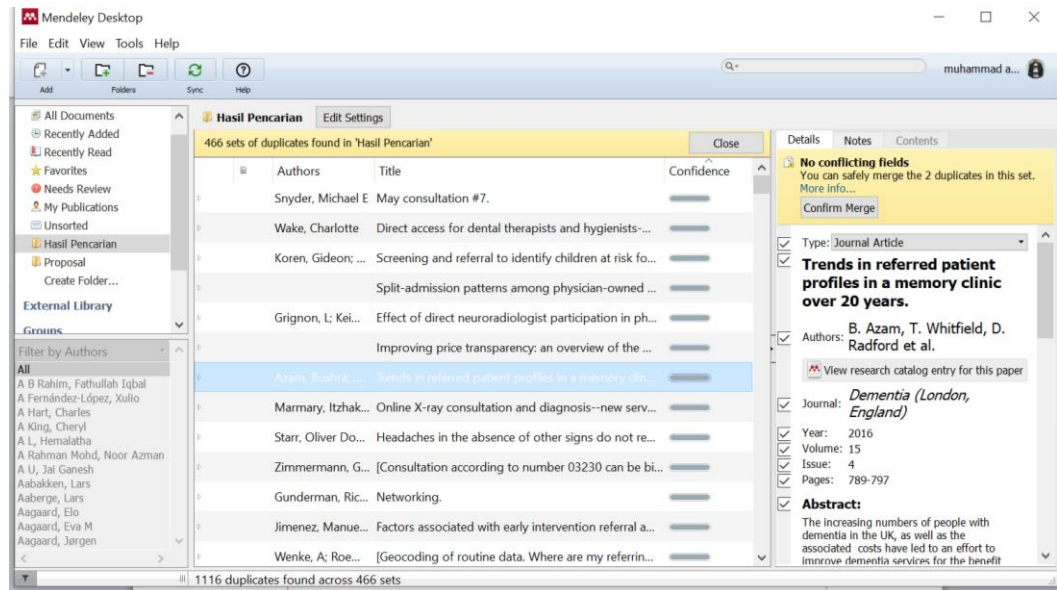 Mendeley Desktop
File Edit View Tools Help
Add Folders Sync Help
muhammad a...
All Documents
Recently Added
Recently Read
Favorites
Needs Review
My Publications
Unsorted
Hasil Pencarian
Proposal
Create Folder...
External Library
Groups
Filter by Authors
All
A B Rahim, Fathullah Iqbal
A Fernández-López, Xulio
A Hart, Charles
A King, Cheryl
A L, Hemalatha
A Rahman Mohd, Noor Azman
A U, Jai Ganesh
Aabakken, Lars
Aaberge, Lars
Aagaard, Elo
Aagaard, Eva M
Aagaard, Jørgen
Hasil Pencarian Edit Settings
466 sets of duplicates found in 'Hasil Pencarian' Close
Authors Title Confidence
Snyder, Michael E May consultation #7.
Wake, Charlotte Direct access for dental therapists and hygienists-...
Koren, Gideon; ... Screening and referral to identify children at risk fo...
Split-admission patterns among physician-owned ...
Grignon, L; Kei... Effect of direct neuroradiologist participation in ph...
Improving price transparency: an overview of the ...
Azam, Bushra; ... Trends in referred patient profiles in a memory clin...
Marmary, Itzhak... Online X-ray consultation and diagnosis--new serv...
Starr, Oliver Do... Headaches in the absence of other signs do not re...
Zimmermann, G... [Consultation according to number 03230 can be bi...
Gunderman, Ric... Networking.
Jimenez, Manue... Factors associated with early intervention referral a...
Wenke, A; Roe... [Geocoding of routine data. Where are my referrin...
1116 duplicates found across 466 sets
Details Notes Contents
No conflicting fields
You can safely merge the 2 duplicates in this set.
More info...
Confirm Merge
Type: Journal Article
Trends in referred patient
profiles in a memory clinic
over 20 years.
Authors: B. Azam, T. Whitfield, D.
Radford et al.
View research catalog entry for this paper
Journal: Dementia (London,
England)
Year: 2016
Volume: 15
Issue: 4
Pages: 789-797
Abstract:
The increasing numbers of people with
dementia in the UK, as well as the
associated costs have led to an effort to
improve dementia services for the benefit